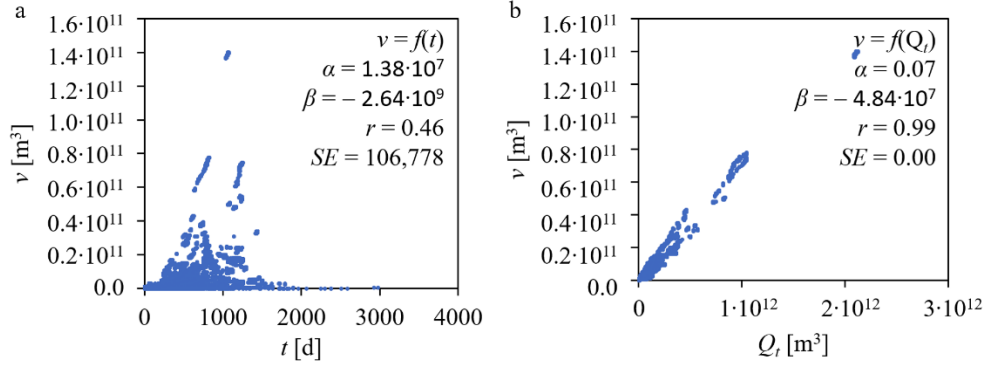 a
1.6·10¹¹
1.4·10¹¹
1.2·10¹¹
1.0·10¹¹
0.8·10¹¹
0.6·10¹¹
0.4·10¹¹
0.2·10¹¹
0.0
v [m³]
v = f(t)
α = 1.38·10⁷
β = – 2.64·10⁹
r = 0.46
SE = 106,778
0 1000 2000 3000 4000
t [d]
b
1.6·10¹¹
1.4·10¹¹
1.2·10¹¹
1.0·10¹¹
0.8·10¹¹
0.6·10¹¹
0.4·10¹¹
0.2·10¹¹
0.0
v [m³]
v = f(Qₜ)
α = 0.07
β = – 4.84·10⁷
r = 0.99
SE = 0.00
0 1·10¹² 2·10¹² 3·10¹²
Qₜ [m³]